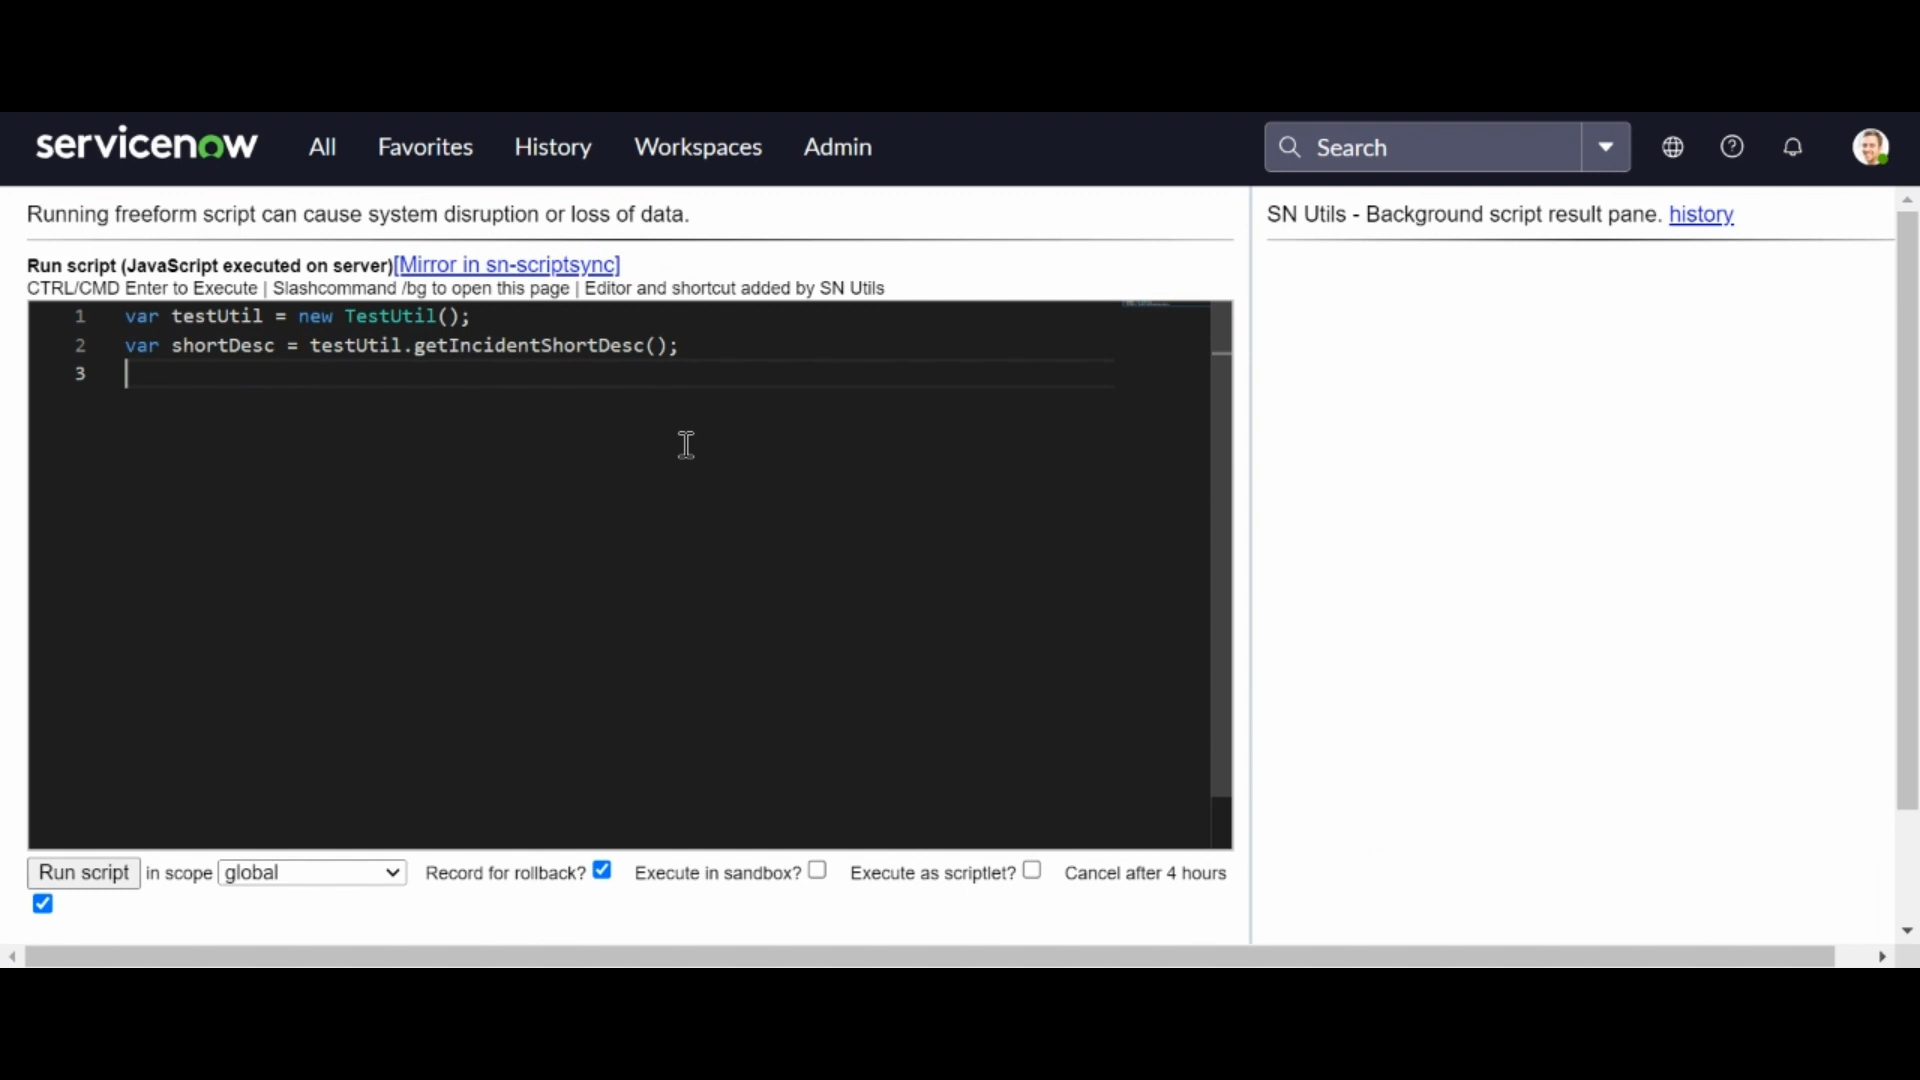 servicenow All Favorites History Workspaces Admin Search
Running freeform script can cause system disruption or loss of data.
SN Utils - Background script result pane. history
Run script (JavaScript executed on server)[Mirror in sn-scriptsync]
CTRL/CMD Enter to Execute | Slashcommand /bg to open this page | Editor and shortcut added by SN Utils
1 var testUtil = new TestUtil();
2 var shortDesc = testUtil.getIncidentShortDesc();
3
Run script in scope global Record for rollback? Execute in sandbox? Execute as scriptlet? Cancel after 4 hours